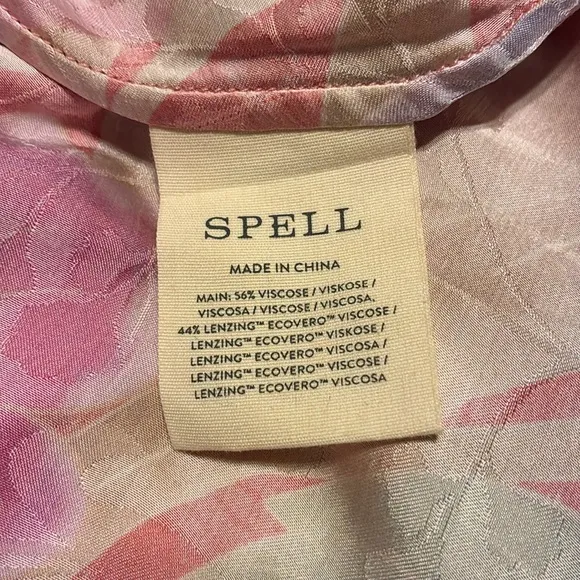 SPELL
MADE IN CHINA
MAIN: 56% VISCOSE / VISKOSE /
VISCOSA / VISCOSE / VISCOSA,
44% LENZING™ ECOVERO™ VISCOSE /
LENZING™ ECOVERO™ VISKOSE /
LENZING™ ECOVERO™ VISCOSA /
LENZING™ ECOVERO™ VISCOSE /
LENZING™ ECOVERO™ VISCOSA